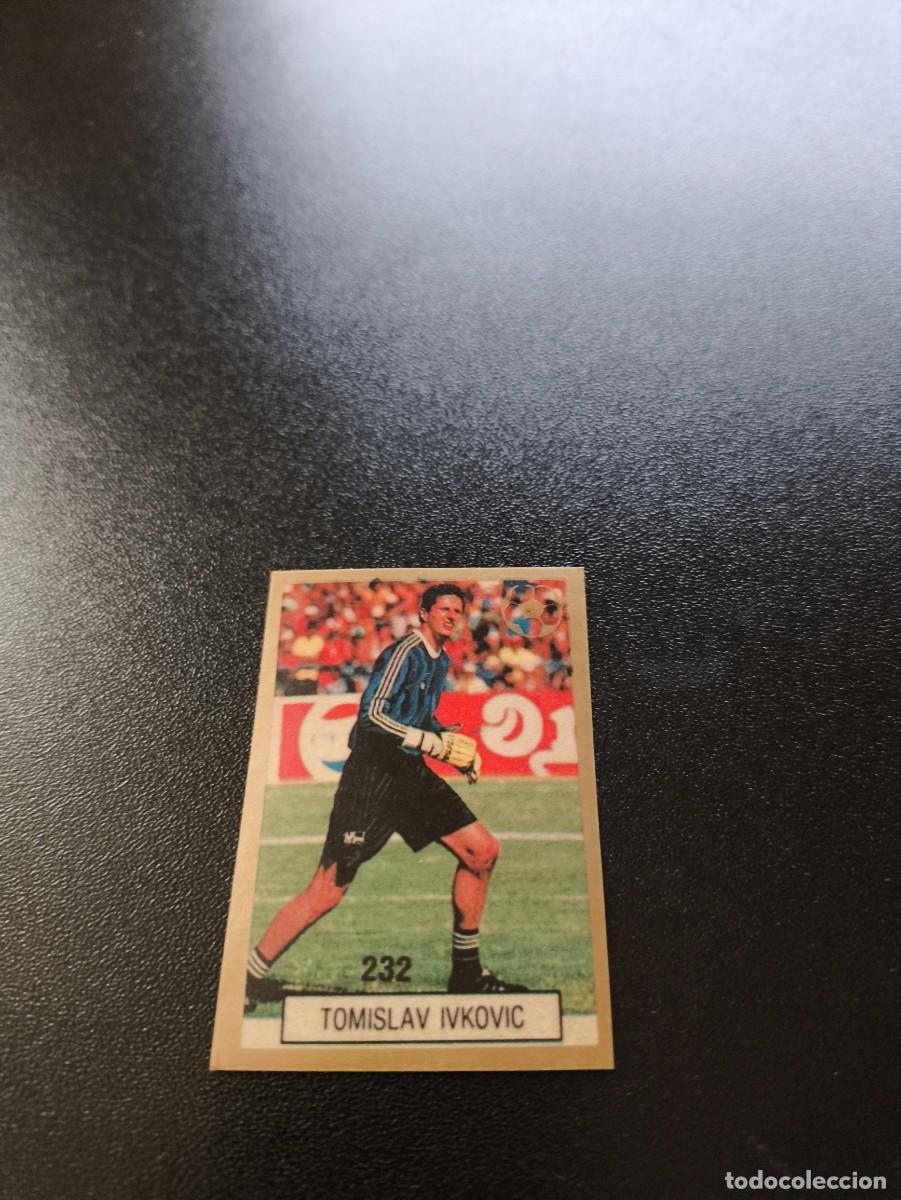 232
TOMISLAV IVKOVIC
todocoleccion